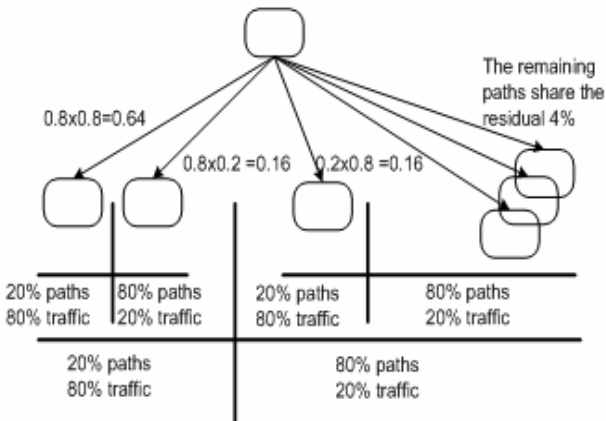 The remaining
paths share the
residual 4%
0.8x0.8=0.64
0.8x0.2 =0.16
0.2x0.8 =0.16
20% paths
80% traffic
80% paths
20% traffic
20% paths
80% traffic
80% paths
20% traffic
20% paths
80% traffic
80% paths
20% traffic